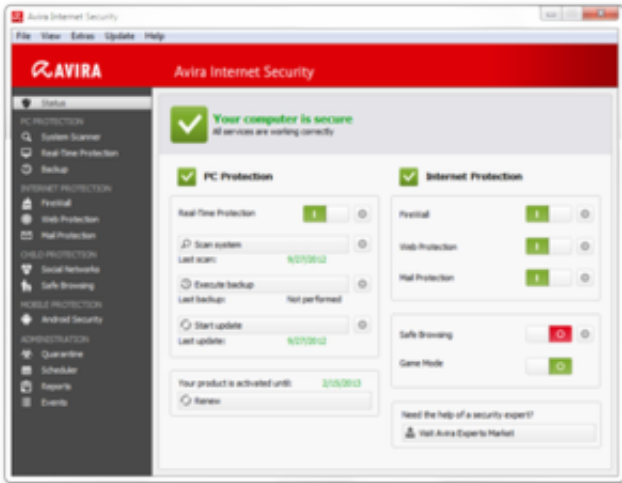 Avira Internet Security
File View Extras Update Help
AVIRA
Avira Internet Security
Status
PC PROTECTION
System Scanner
Real-Time Protection
Backup
INTERNET PROTECTION
FireWall
Web Protection
Mail Protection
CHILD PROTECTION
Social Networks
Safe Browsing
MOBILE PROTECTION
Android Security
ADMINISTRATION
Quarantine
Scheduler
Reports
Events
Your computer is secure
All services are working correctly
PC Protection
Real-Time Protection
Scan system
Last scan: 9/27/2012
Execute backup
Last backup: Not performed
Start update
Last update: 9/27/2012
Your product is activated until: 2/15/2013
Renew
Internet Protection
FireWall
Web Protection
Mail Protection
Safe Browsing
Game Mode
Need the help of a security expert?
Visit Avira Experts Market